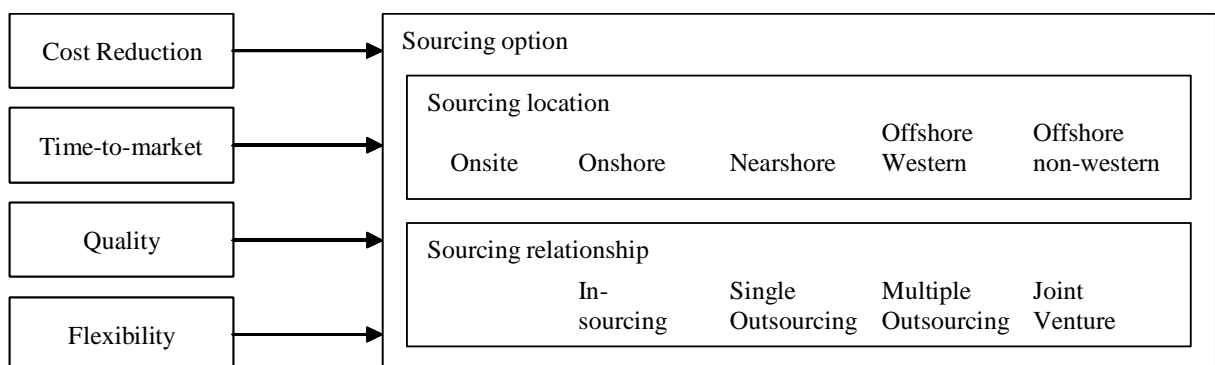 Cost Reduction
Time-to-market
Quality
Flexibility
Sourcing option
Sourcing location
Onsite
Onshore
Nearshore
Offshore
Western
Offshore
non-western
Sourcing relationship
In-
sourcing
Single
Outsourcing
Multiple
Outsourcing
Joint
Venture